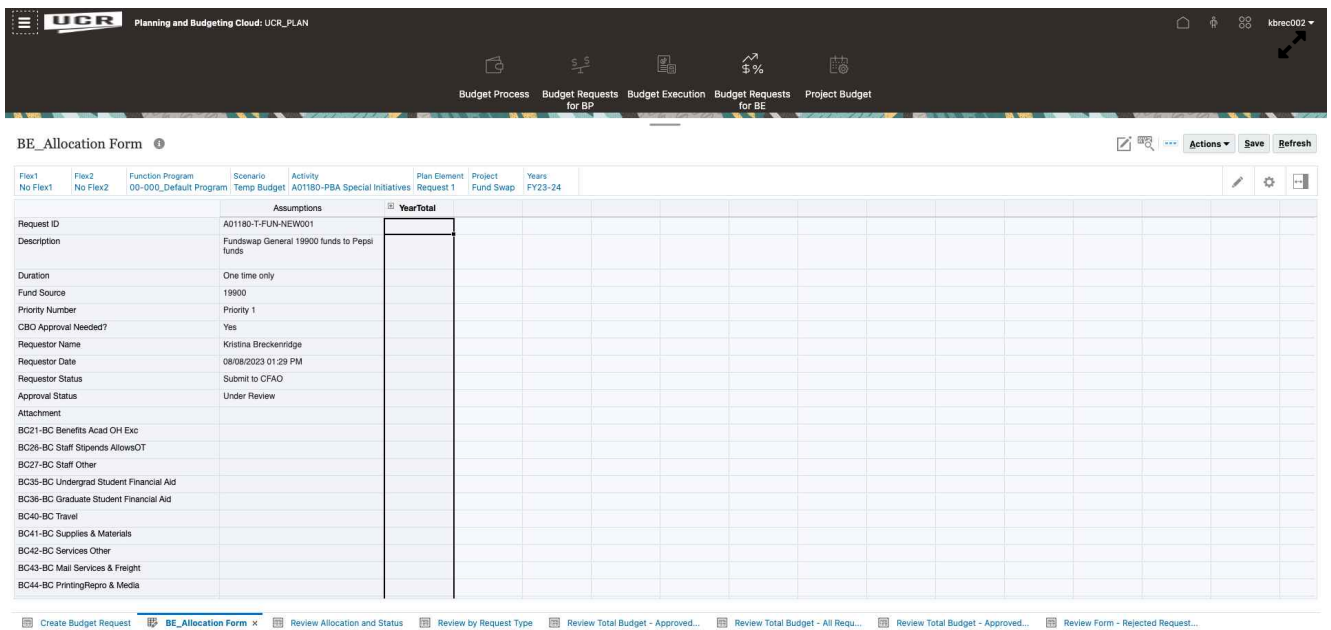 UCR Planning and Budgeting Cloud: UCR_PLAN kbrec002
Budget Process Budget Requests for BP Budget Execution Budget Requests for BE Project Budget
BE_Allocation Form
Actions Save Refresh
Flex1 Flex2 Function Program Scenario Activity Plan Element Project Years
No Flex1 No Flex2 00-000_Default Program Temp Budget A01180-PBA Special Initiatives Request 1 Fund Swap FY23-24
Assumptions YearTotal
Request ID A01180-T-FUN-NEW001
Description Fundswap General 19900 funds to Pepsi
funds
Duration One time only
Fund Source 19900
Priority Number Priority 1
CBO Approval Needed? Yes
Requestor Name Kristina Breckenridge
Requestor Date 08/08/2023 01:29 PM
Requestor Status Submit to CFAO
Approval Status Under Review
Attachment
BC21-BC Benefits Acad OH Exc
BC26-BC Staff Stipends AllowsOT
BC27-BC Staff Other
BC35-BC Undergrad Student Financial Aid
BC36-BC Graduate Student Financial Aid
BC40-BC Travel
BC41-BC Supplies & Materials
BC42-BC Services Other
BC43-BC Mail Services & Freight
BC44-BC PrintingRepro & Media
Create Budget Request BE_Allocation Form × Review Allocation and Status Review by Request Type Review Total Budget - Approved... Review Total Budget - All Requ... Review Total Budget - Approved... Review Form - Rejected Request...